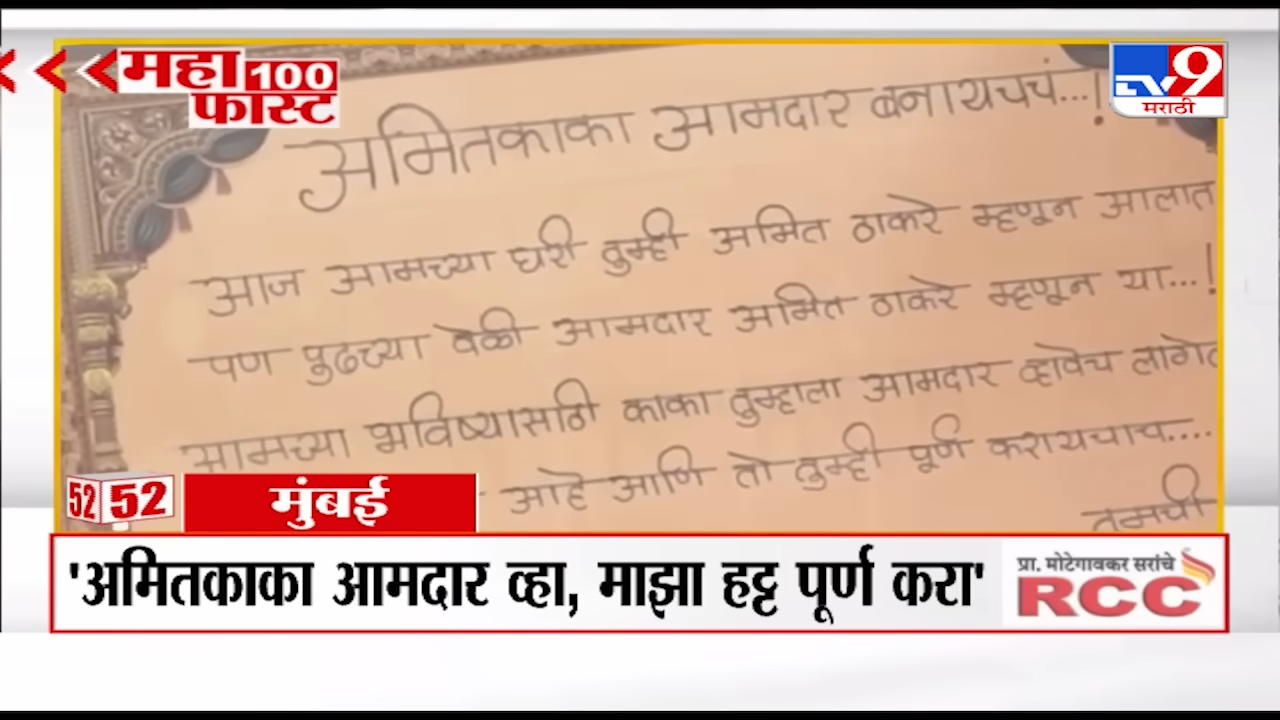 महा 100
फास्ट
TV9
मराठी
अमितकाका आमदार बनायचचं...!
आज आमच्या घरी तुम्ही अमित ठाकरे म्हणून आलात
पण पुढच्या वेळी आमदार अमित ठाकरे म्हणून या...!
आमच्या भविष्यासाठी काका तुम्हाला आमदार व्हावेच लागेल
आहे आणि तो तुम्ही पूर्ण करायचाच....
तुमची
52 52
मुंबई
'अमितकाका आमदार व्हा, माझा हट्ट पूर्ण करा'
प्रा. मोटेगावकर सरांचे
RCC